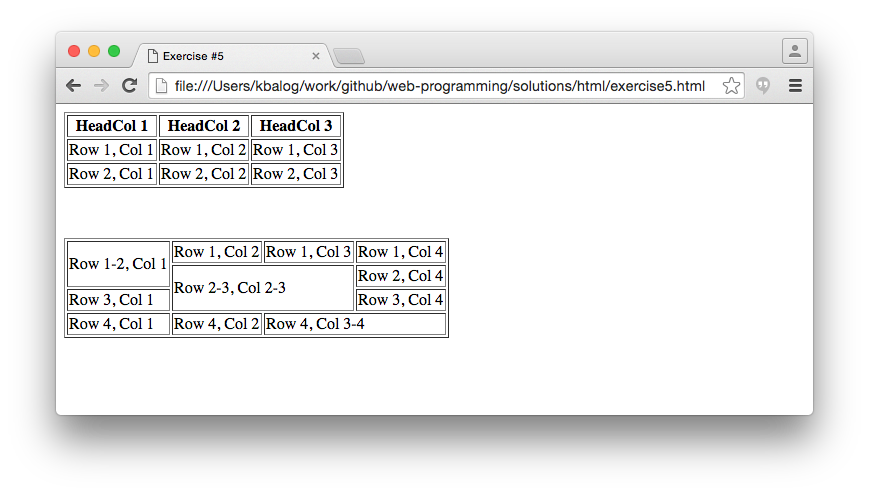 Exercise #5
file:///Users/kbalog/work/github/web-programming/solutions/html/exercise5.html
HeadCol 1 HeadCol 2 HeadCol 3
Row 1, Col 1 Row 1, Col 2 Row 1, Col 3
Row 2, Col 1 Row 2, Col 2 Row 2, Col 3
Row 1-2, Col 1 Row 1, Col 2 Row 1, Col 3 Row 1, Col 4
Row 2-3, Col 2-3 Row 2, Col 4
Row 3, Col 1 Row 3, Col 4
Row 4, Col 1 Row 4, Col 2 Row 4, Col 3-4